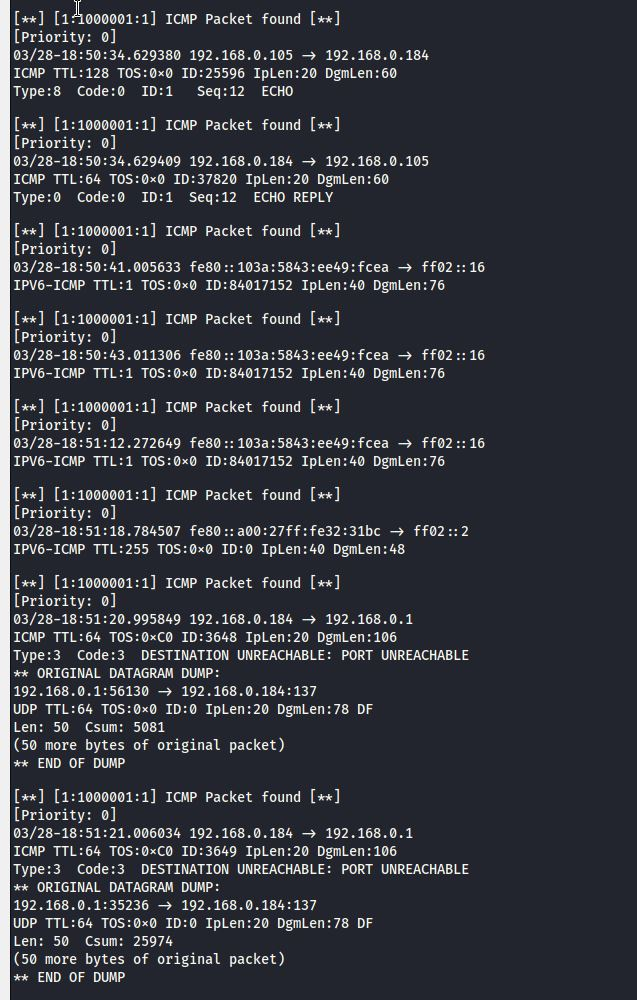 [**] [1:1000001:1] ICMP Packet found [**]
[Priority: 0]
03/28-18:50:34.629380 192.168.0.105 → 192.168.0.184
ICMP TTL:128 TOS:0×0 ID:25596 IpLen:20 DgmLen:60
Type:8  Code:0  ID:1   Seq:12  ECHO

[**] [1:1000001:1] ICMP Packet found [**]
[Priority: 0]
03/28-18:50:34.629409 192.168.0.184 → 192.168.0.105
ICMP TTL:64 TOS:0×0 ID:37820 IpLen:20 DgmLen:60
Type:0  Code:0  ID:1  Seq:12  ECHO REPLY

[**] [1:1000001:1] ICMP Packet found [**]
[Priority: 0]
03/28-18:50:41.005633 fe80::103a:5843:ee49:fcea → ff02::16
IPV6-ICMP TTL:1 TOS:0×0 ID:84017152 IpLen:40 DgmLen:76

[**] [1:1000001:1] ICMP Packet found [**]
[Priority: 0]
03/28-18:50:43.011306 fe80::103a:5843:ee49:fcea → ff02::16
IPV6-ICMP TTL:1 TOS:0×0 ID:84017152 IpLen:40 DgmLen:76

[**] [1:1000001:1] ICMP Packet found [**]
[Priority: 0]
03/28-18:51:12.272649 fe80::103a:5843:ee49:fcea → ff02::16
IPV6-ICMP TTL:1 TOS:0×0 ID:84017152 IpLen:40 DgmLen:76

[**] [1:1000001:1] ICMP Packet found [**]
[Priority: 0]
03/28-18:51:18.784507 fe80::a00:27ff:fe32:31bc → ff02::2
IPV6-ICMP TTL:255 TOS:0×0 ID:0 IpLen:40 DgmLen:48

[**] [1:1000001:1] ICMP Packet found [**]
[Priority: 0]
03/28-18:51:20.995849 192.168.0.184 → 192.168.0.1
ICMP TTL:64 TOS:0×C0 ID:3648 IpLen:20 DgmLen:106
Type:3  Code:3  DESTINATION UNREACHABLE: PORT UNREACHABLE
** ORIGINAL DATAGRAM DUMP:
192.168.0.1:56130 → 192.168.0.184:137
UDP TTL:64 TOS:0×0 ID:0 IpLen:20 DgmLen:78 DF
Len: 50  Csum: 5081
(50 more bytes of original packet)
** END OF DUMP

[**] [1:1000001:1] ICMP Packet found [**]
[Priority: 0]
03/28-18:51:21.006034 192.168.0.184 → 192.168.0.1
ICMP TTL:64 TOS:0×C0 ID:3649 IpLen:20 DgmLen:106
Type:3  Code:3  DESTINATION UNREACHABLE: PORT UNREACHABLE
** ORIGINAL DATAGRAM DUMP:
192.168.0.1:35236 → 192.168.0.184:137
UDP TTL:64 TOS:0×0 ID:0 IpLen:20 DgmLen:78 DF
Len: 50  Csum: 25974
(50 more bytes of original packet)
** END OF DUMP